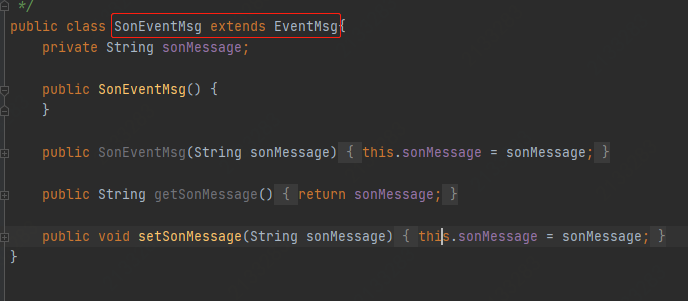 */
public class SonEventMsg extends EventMsg{
private String sonMessage;
public SonEventMsg() {
}
public SonEventMsg(String sonMessage) { this.sonMessage = sonMessage; }
public String getSonMessage() { return sonMessage; }
public void setSonMessage(String sonMessage) { this.sonMessage = sonMessage; }
}